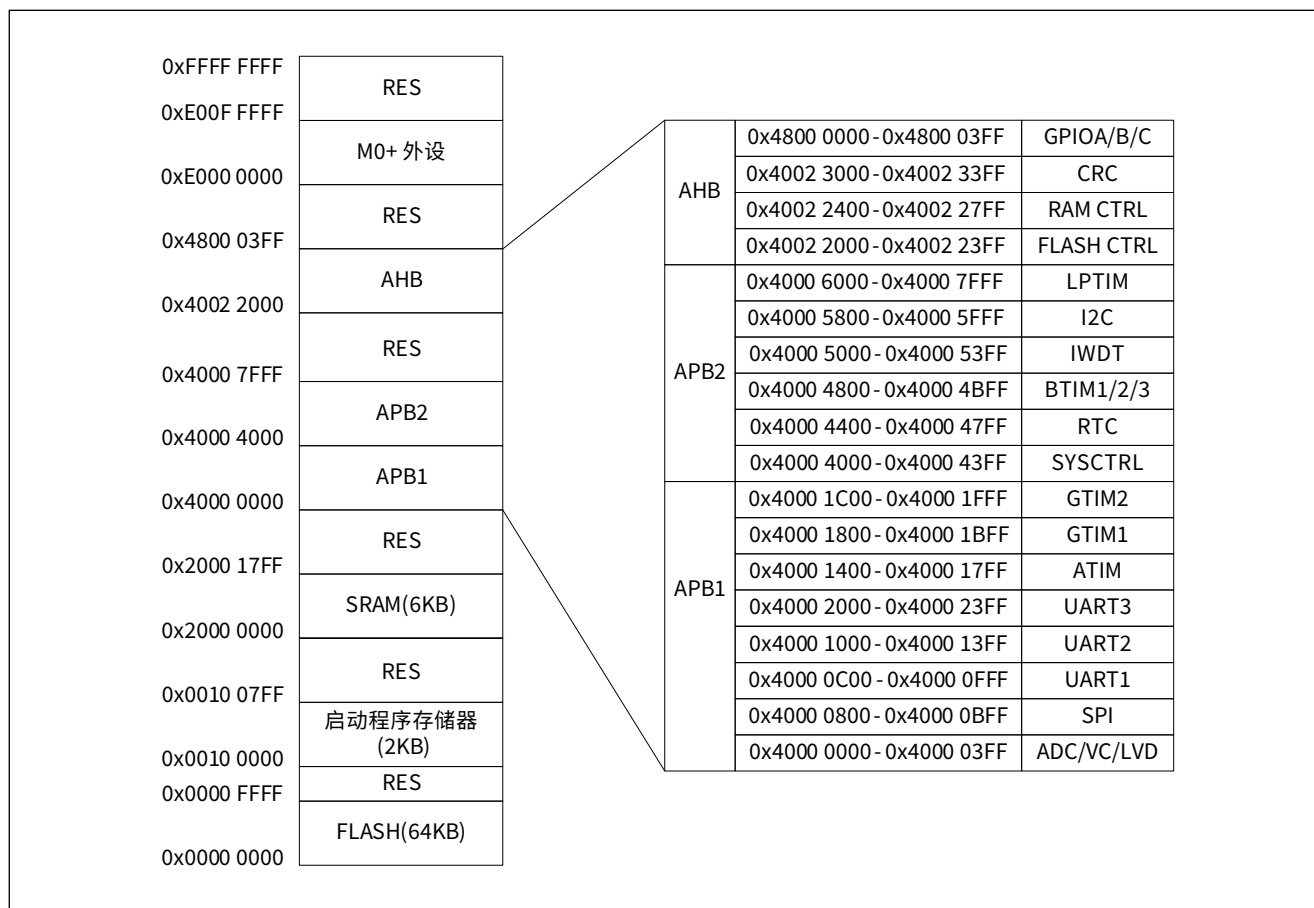 0xFFFF FFFF
RES
0xE00F FFFF
M0+ 外设
0xE000 0000
RES
0x4800 03FF
AHB
0x4002 2000
RES
0x4000 7FFF
APB2
0x4000 4000
APB1
0x4000 0000
RES
0x2000 17FF
SRAM(6KB)
0x2000 0000
RES
0x0010 07FF
启动程序存储器
(2KB)
0x0010 0000
RES
0x0000 FFFF
FLASH(64KB)
0x0000 0000
AHB
0x4800 0000-0x4800 03FF GPIOA/B/C
0x4002 3000-0x4002 33FF CRC
0x4002 2400-0x4002 27FF RAM CTRL
0x4002 2000-0x4002 23FF FLASH CTRL
APB2
0x4000 6000-0x4000 7FFF LPTIM
0x4000 5800-0x4000 5FFF I2C
0x4000 5000-0x4000 53FF IWDT
0x4000 4800-0x4000 4BFF BTIM1/2/3
0x4000 4400-0x4000 47FF RTC
0x4000 4000-0x4000 43FF SYSCTRL
APB1
0x4000 1C00-0x4000 1FFF GTIM2
0x4000 1800-0x4000 1BFF GTIM1
0x4000 1400-0x4000 17FF ATIM
0x4000 2000-0x4000 23FF UART3
0x4000 1000-0x4000 13FF UART2
0x4000 0C00-0x4000 0FFF UART1
0x4000 0800-0x4000 0BFF SPI
0x4000 0000-0x4000 03FF ADC/VC/LVD